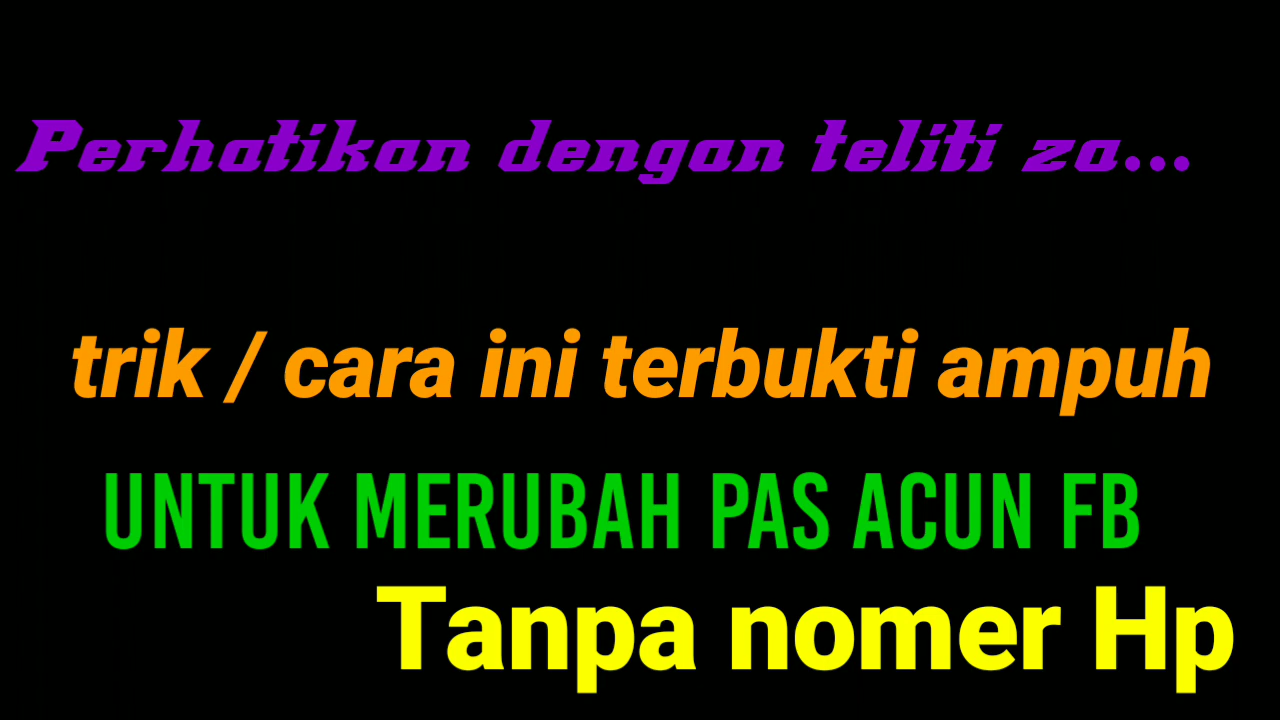 Perhatikan dengan teliti za...
trik / cara ini terbukti ampuh
UNTUK MERUBAH PAS ACUN FB
Tanpa nomer Hp